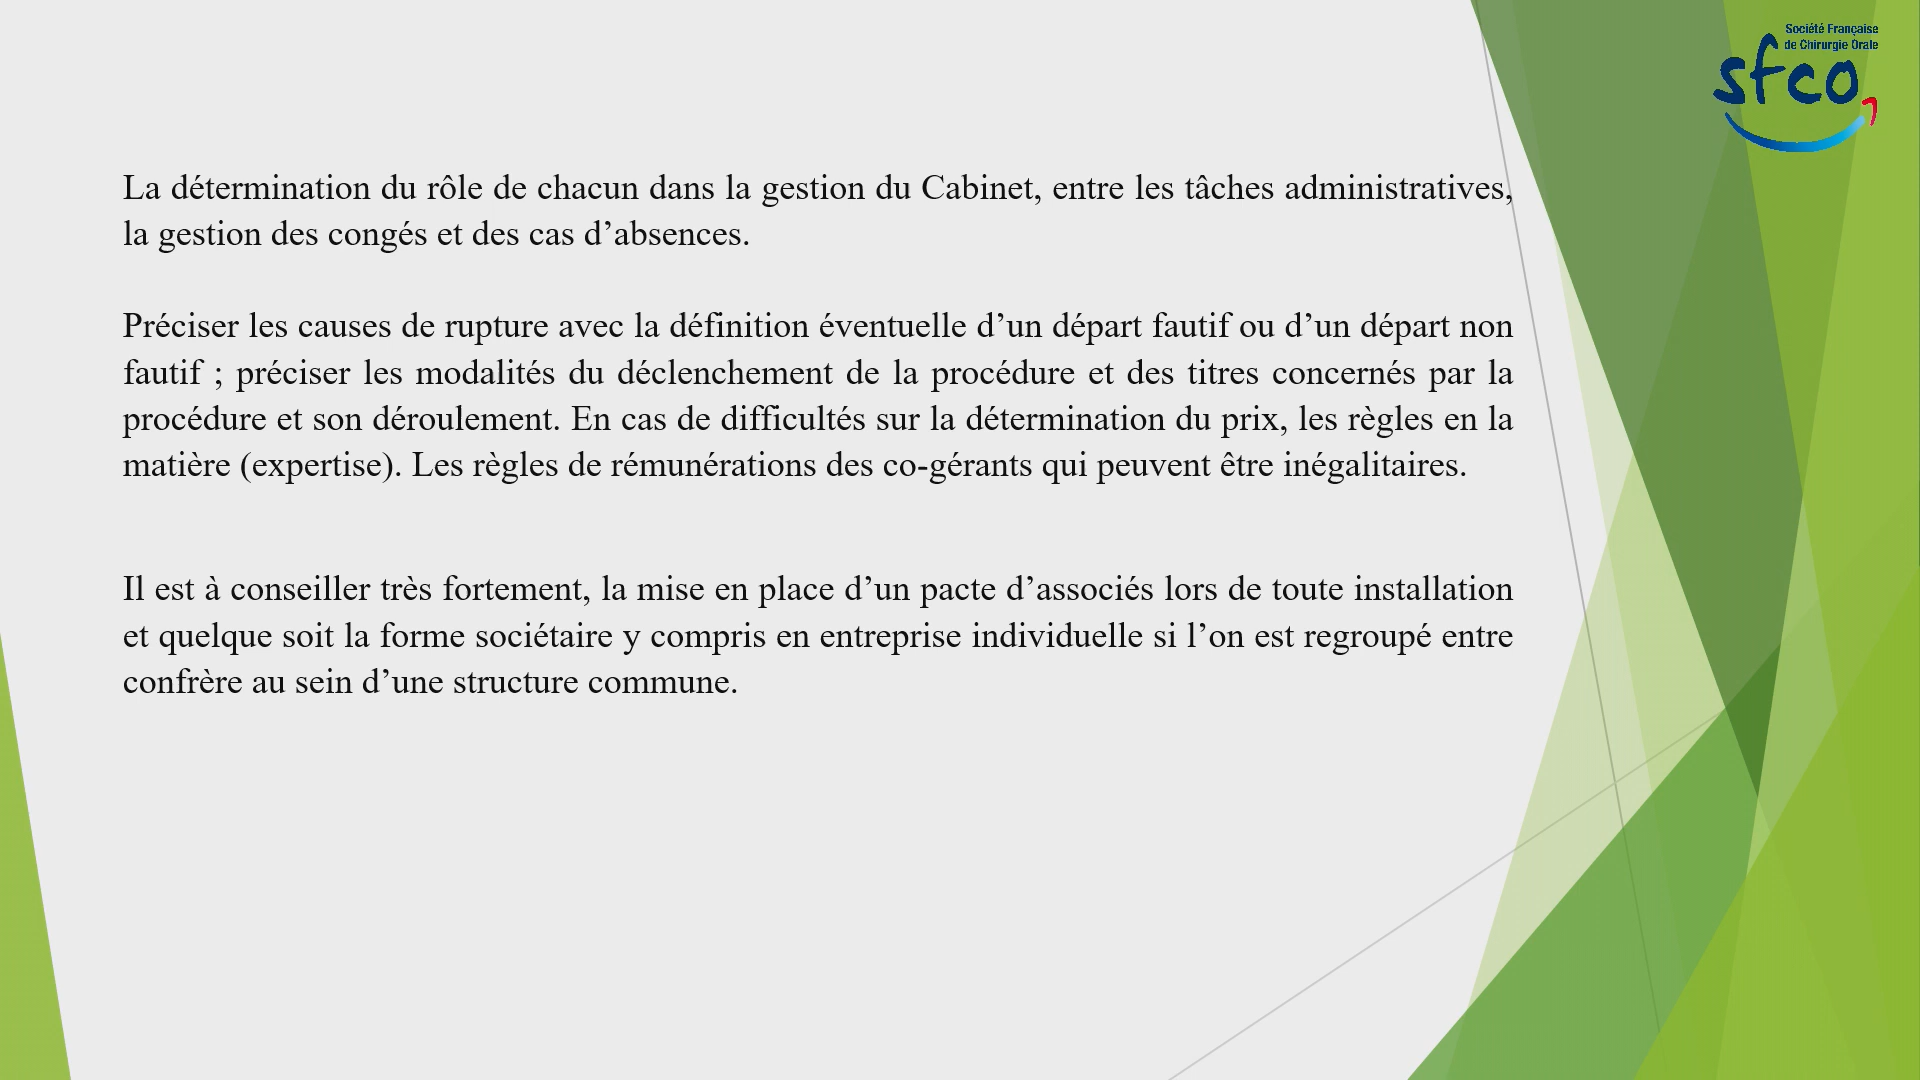 Société Française
de Chirurgie Orale
sfco
La détermination du rôle de chacun dans la gestion du Cabinet, entre les tâches administratives,
la gestion des congés et des cas d’absences.
Préciser les causes de rupture avec la définition éventuelle d’un départ fautif ou d’un départ non
fautif ; préciser les modalités du déclenchement de la procédure et des titres concernés par la
procédure et son déroulement. En cas de difficultés sur la détermination du prix, les règles en la
matière (expertise). Les règles de rémunérations des co-gérants qui peuvent être inégalitaires.
Il est à conseiller très fortement, la mise en place d’un pacte d’associés lors de toute installation
et quelque soit la forme sociétaire y compris en entreprise individuelle si l’on est regroupé entre
confrère au sein d’une structure commune.